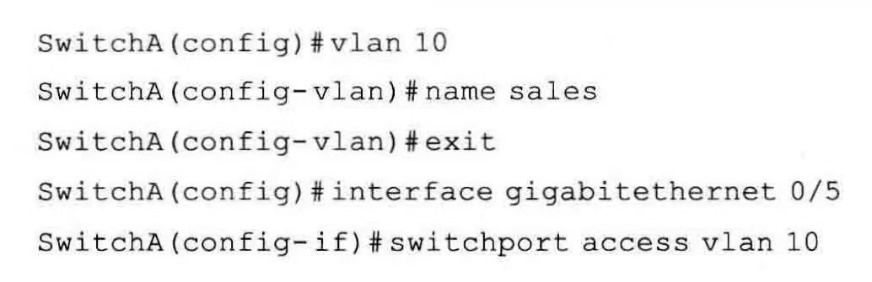 SwitchA(config)#vlan 10
SwitchA(config-vlan)#name sales
SwitchA(config-vlan)#exit
SwitchA(config)#interface gigabitethernet 0/5
SwitchA(config-if)#switchport access vlan 10